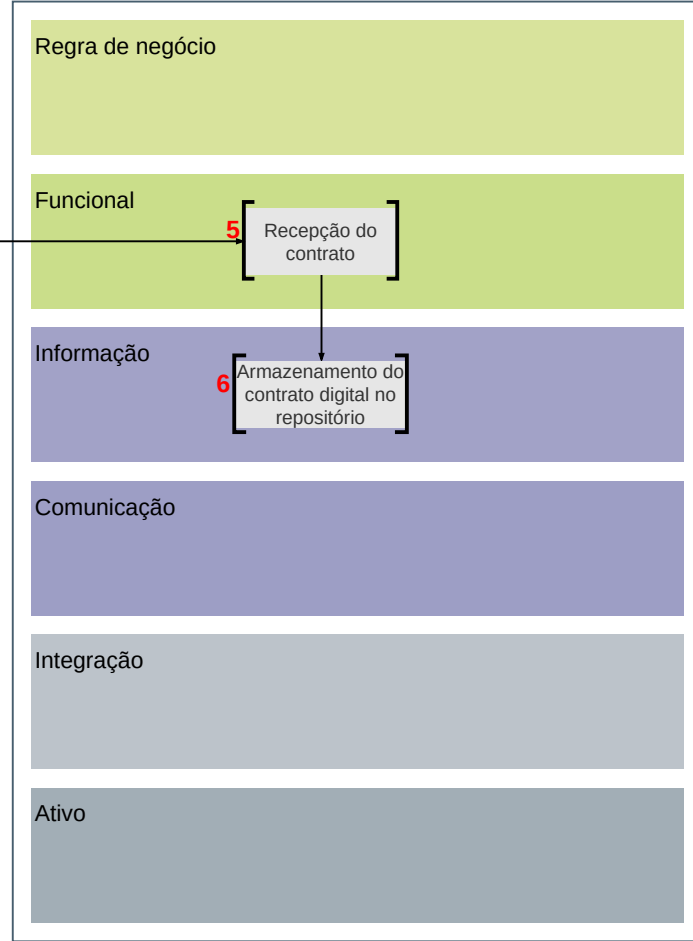 Regra de negócio
Funcional
5
Recepção do
contrato
Informação
6
Armazenamento do
contrato digital no
repositório
Comunicação
Integração
Ativo